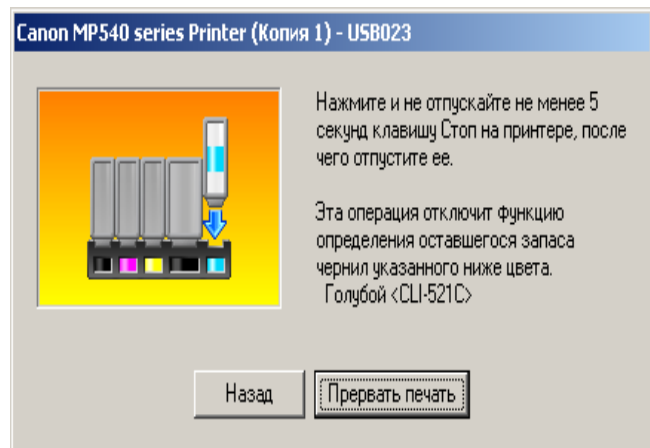 Canon MP540 series Printer (Копия 1) - USB023
Нажмите и не отпускайте не менее 5
секунд клавишу Стоп на принтере, после
чего отпустите ее.
Эта операция отключит функцию
определения оставшегося запаса
чернил указанного ниже цвета.
Голубой <CLI-521C>
Назад
Прервать печать